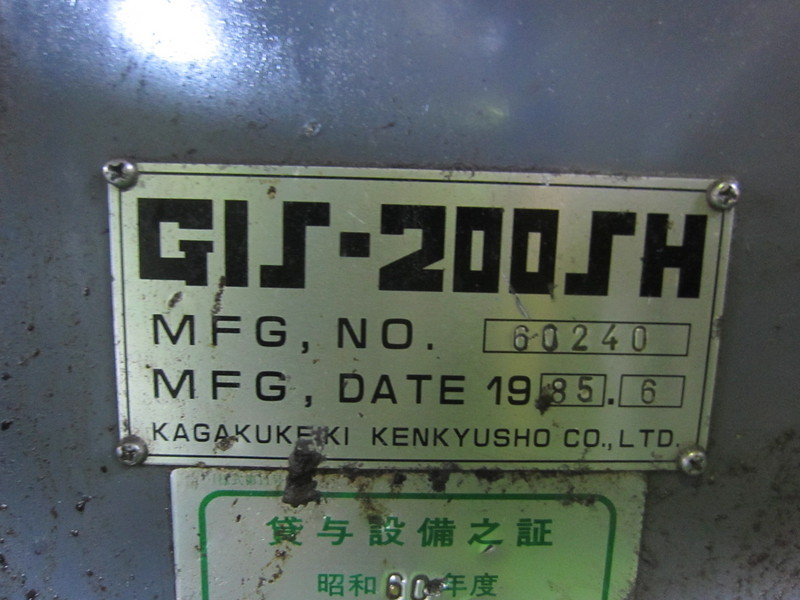 GIS-200SH
MFG, NO. 60240
MFG, DATE 1985.6
KAGAKUKEIKI KENKYUSHO CO., LTD.
貸与設備之証
昭和60年度